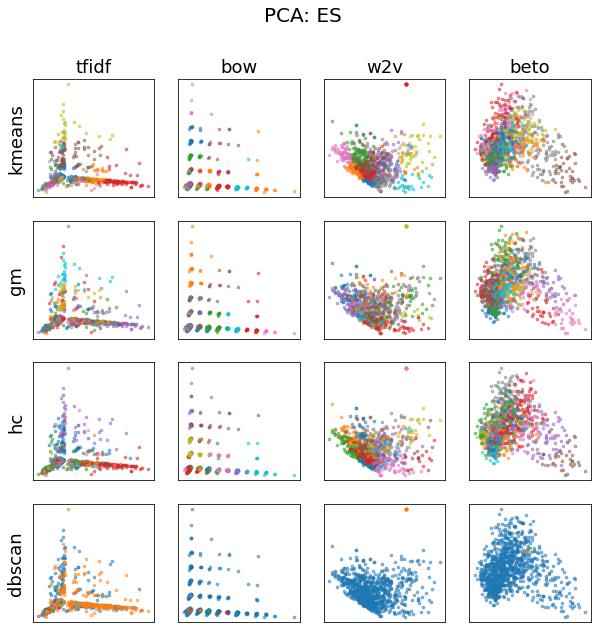 PCA: ES
tfidf bow w2v beto
kmeans
gm
hc
dbscan